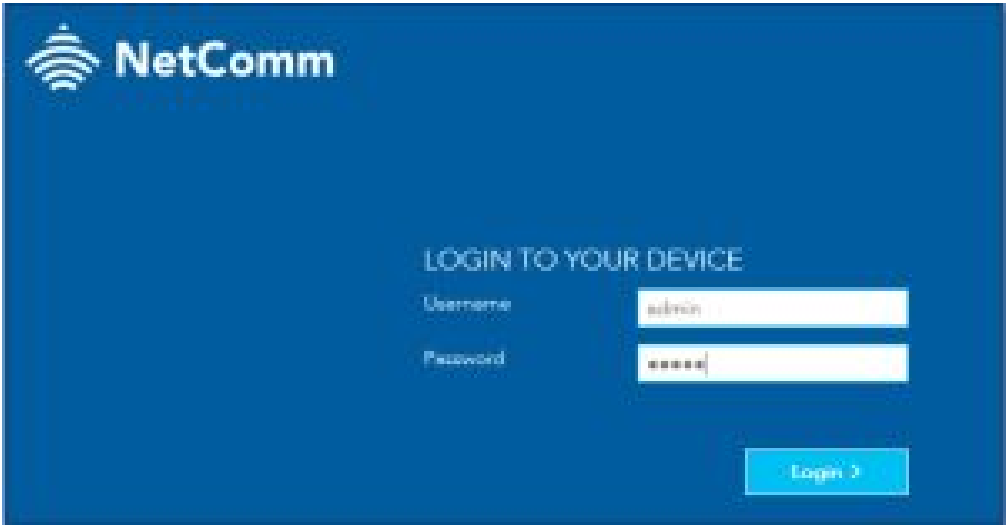 NetComm
LOGIN TO YOUR DEVICE
Username admin
Password •••••
Login >